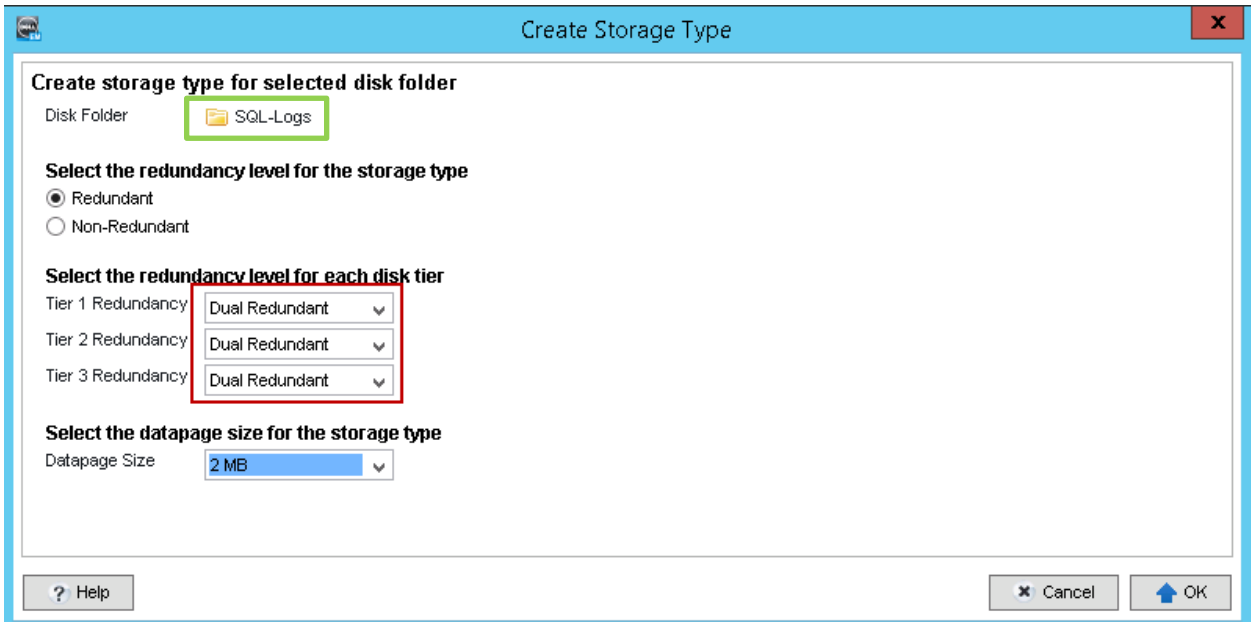 Create Storage Type
X
Create storage type for selected disk folder
Disk Folder SQL-Logs
Select the redundancy level for the storage type
Redundant
Non-Redundant
Select the redundancy level for each disk tier
Tier 1 Redundancy Dual Redundant
Tier 2 Redundancy Dual Redundant
Tier 3 Redundancy Dual Redundant
Select the datapage size for the storage type
Datapage Size 2 MB
? Help Cancel OK